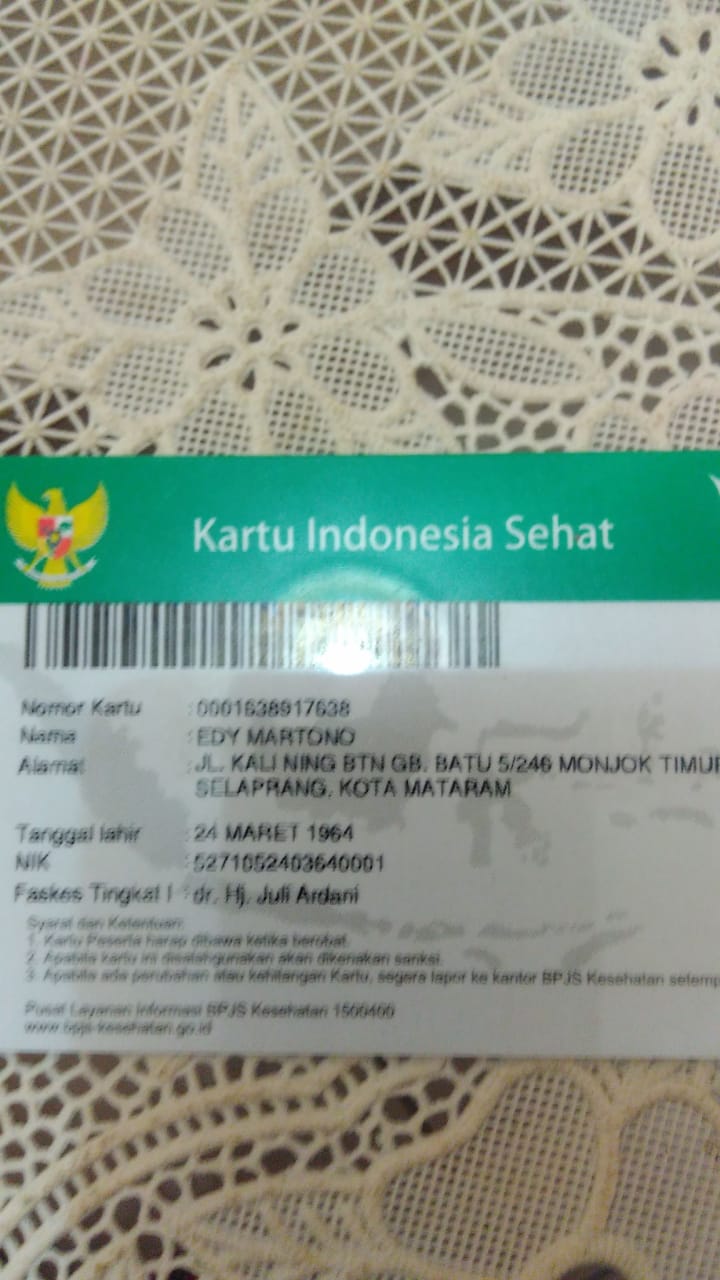 Kartu Indonesia Sehat
Nomor Kartu : 0001638917638
Nama : EDY MARTONO
Alamat : JL. KALI NING BTN GB. BATU 5/246 MONJOK TIMUR
SELAPRANG, KOTA MATARAM
Tanggal lahir : 24 MARET 1964
NIK : 5271052403640001
Faskes Tingkat I : dr. Hj. Juli Ardani
Syarat dan Ketentuan:
1. Kartu Peserta harap dibawa ketika berobat.
2. Apabila kartu ini disalahgunakan akan dikenakan sanksi.
3. Apabila ada perubahan atau kehilangan Kartu, segera lapor ke kantor BPJS Kesehatan setemp
Pusat Layanan Informasi BPJS Kesehatan 1500400
www.bpjs-kesehatan.go.id